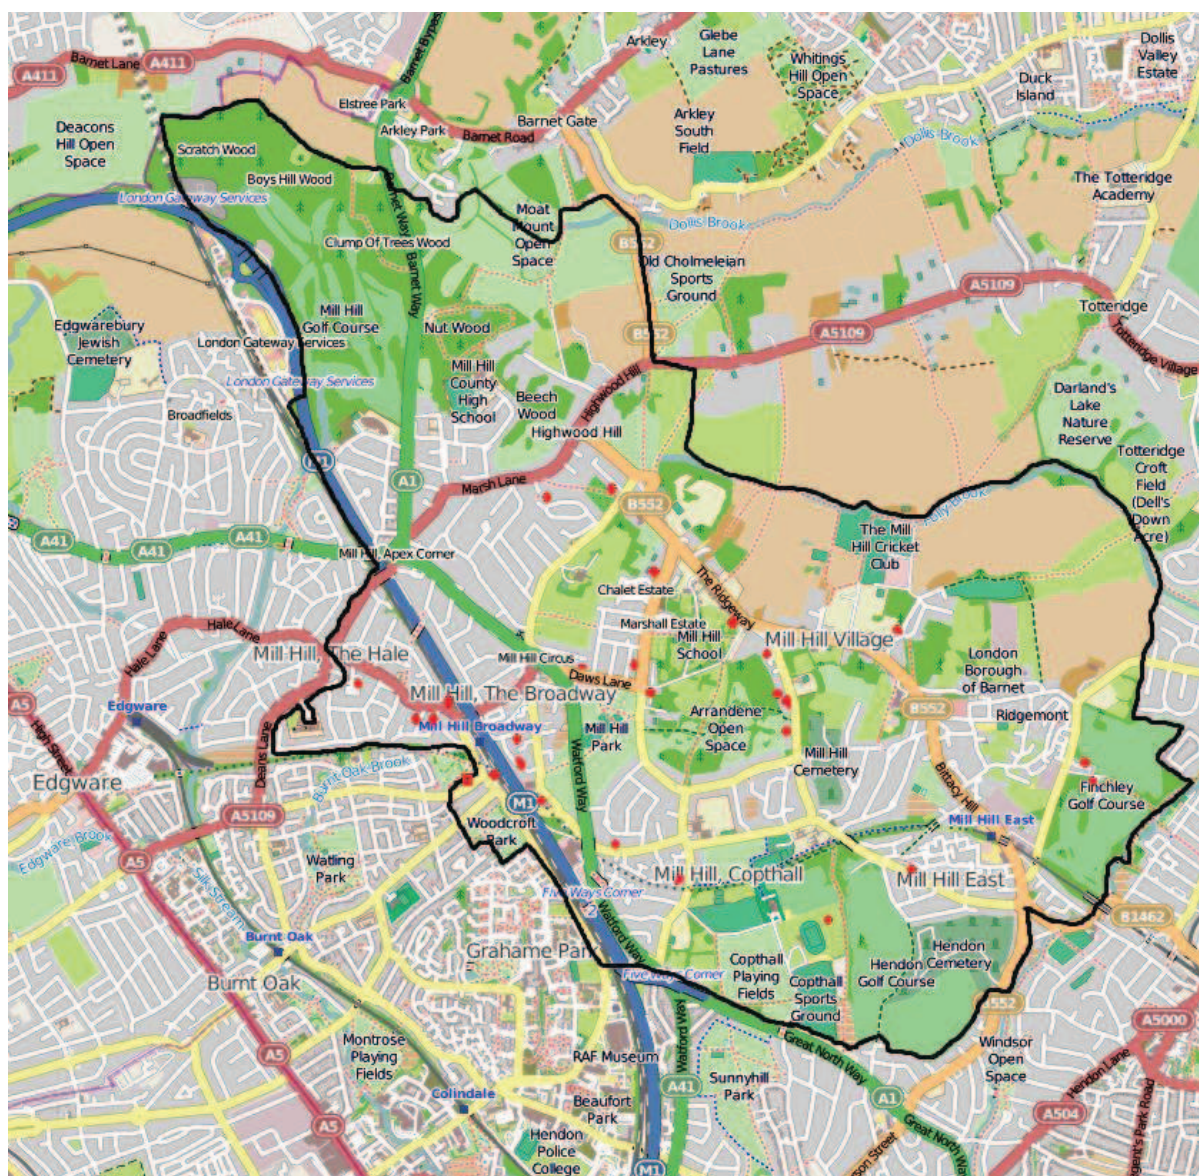 Arkley
Glebe
Lane
Pastures
Whitings
Hill Open
Space
Dollis
Valley
Estate
Duck
Island
A411
Barnet Lane
A411
Barnet Bypass
Elstree Park
Arkley Park
Barnet Road
Barnet Gate
Arkley
South
Field
Dollis Brook
Deacons
Hill Open
Space
Scratch Wood
Boys Hill Wood
London Gateway Services
Barnet Way
The Totteridge
Academy
Moat
Mount
Open
Space
Dollis Brook
B552
Clump Of Trees Wood
Barnet Way
Old Cholmeleian
Sports
Ground
A5109
Totteridge
Totteridge Village
Edgwarebury
Jewish
Cemetery
Mill Hill
Golf Course
Nut Wood
B552
A5109
London Gateway Services
London Gateway Services
Mill Hill
County
High
School
Beech
Wood
Highwood Hill
Highwood Hill
Darland's
Lake
Nature
Reserve
Broadfields
Totteridge
Croft
Field
(Dell's
Down
Acre)
M1
A1
Marsh Lane
B552
Folly Brook
The Mill
Hill Cricket
Club
A41
A41
A41
Mill Hill, Apex Corner
The Ridgeway
Chalet Estate
Marshall Estate
Mill Hill
School
Mill Hill Village
Hale Lane
Hale Lane
Mill Hill, The Hale
Mill Hill Circus
Daws Lane
London
Borough
of Barnet
A5
Edgware
Mill Hill, The Broadway
Mill Hill Broadway
B552
Ridgemont
High Street
Deans Lane
Mill Hill
Park
Arrandene
Open
Space
Mill Hill
Cemetery
Edgware
Burnt Oak Brook
Watford Way
Bittacy Hill
Finchley
Golf Course
A5109
M1
Mill Hill East
Woodcroft
Park
Edgware Brook
A5
Watling
Park
Mill Hill, Copthall
Mill Hill East
Silk Stream
Five Ways Corner
Watford Way
B1462
Burnt Oak
Grahame Park
Hendon
Cemetery
Burnt Oak
Five Ways Corner
Copthall
Playing
Fields
Copthall
Sports
Ground
Hendon
Golf Course
B552
A5
Montrose
Playing
Fields
RAF Museum
Watford Way
Great North Way
Windsor
Open
Space
A5000
Hendon Lane
Colindale
A41
Sunnyhill
Park
A1
Beaufort
Park
A5
A504
Hendon
Police
College
M1
Great North Way